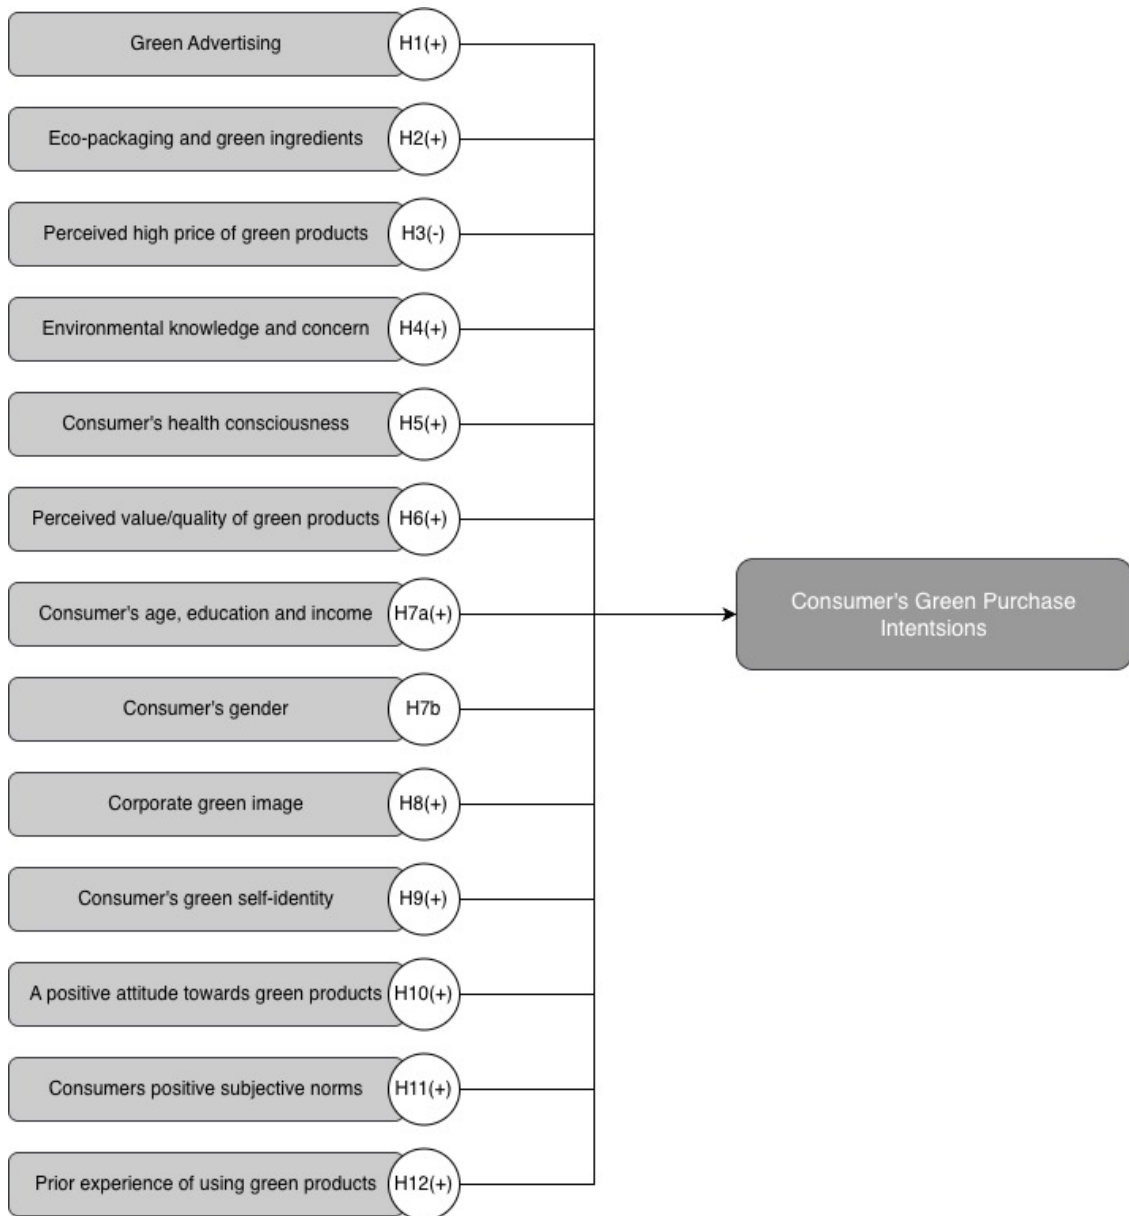 Green Advertising
H1(+)
Eco-packaging and green ingredients
H2(+)
Perceived high price of green products
H3(-)
Environmental knowledge and concern
H4(+)
Consumer's health consciousness
H5(+)
Perceived value/quality of green products
H6(+)
Consumer's age, education and income
H7a(+)
Consumer's gender
H7b
Corporate green image
H8(+)
Consumer's green self-identity
H9(+)
A positive attitude towards green products
H10(+)
Consumers positive subjective norms
H11(+)
Prior experience of using green products
H12(+)
Consumer's Green Purchase
Intentsions